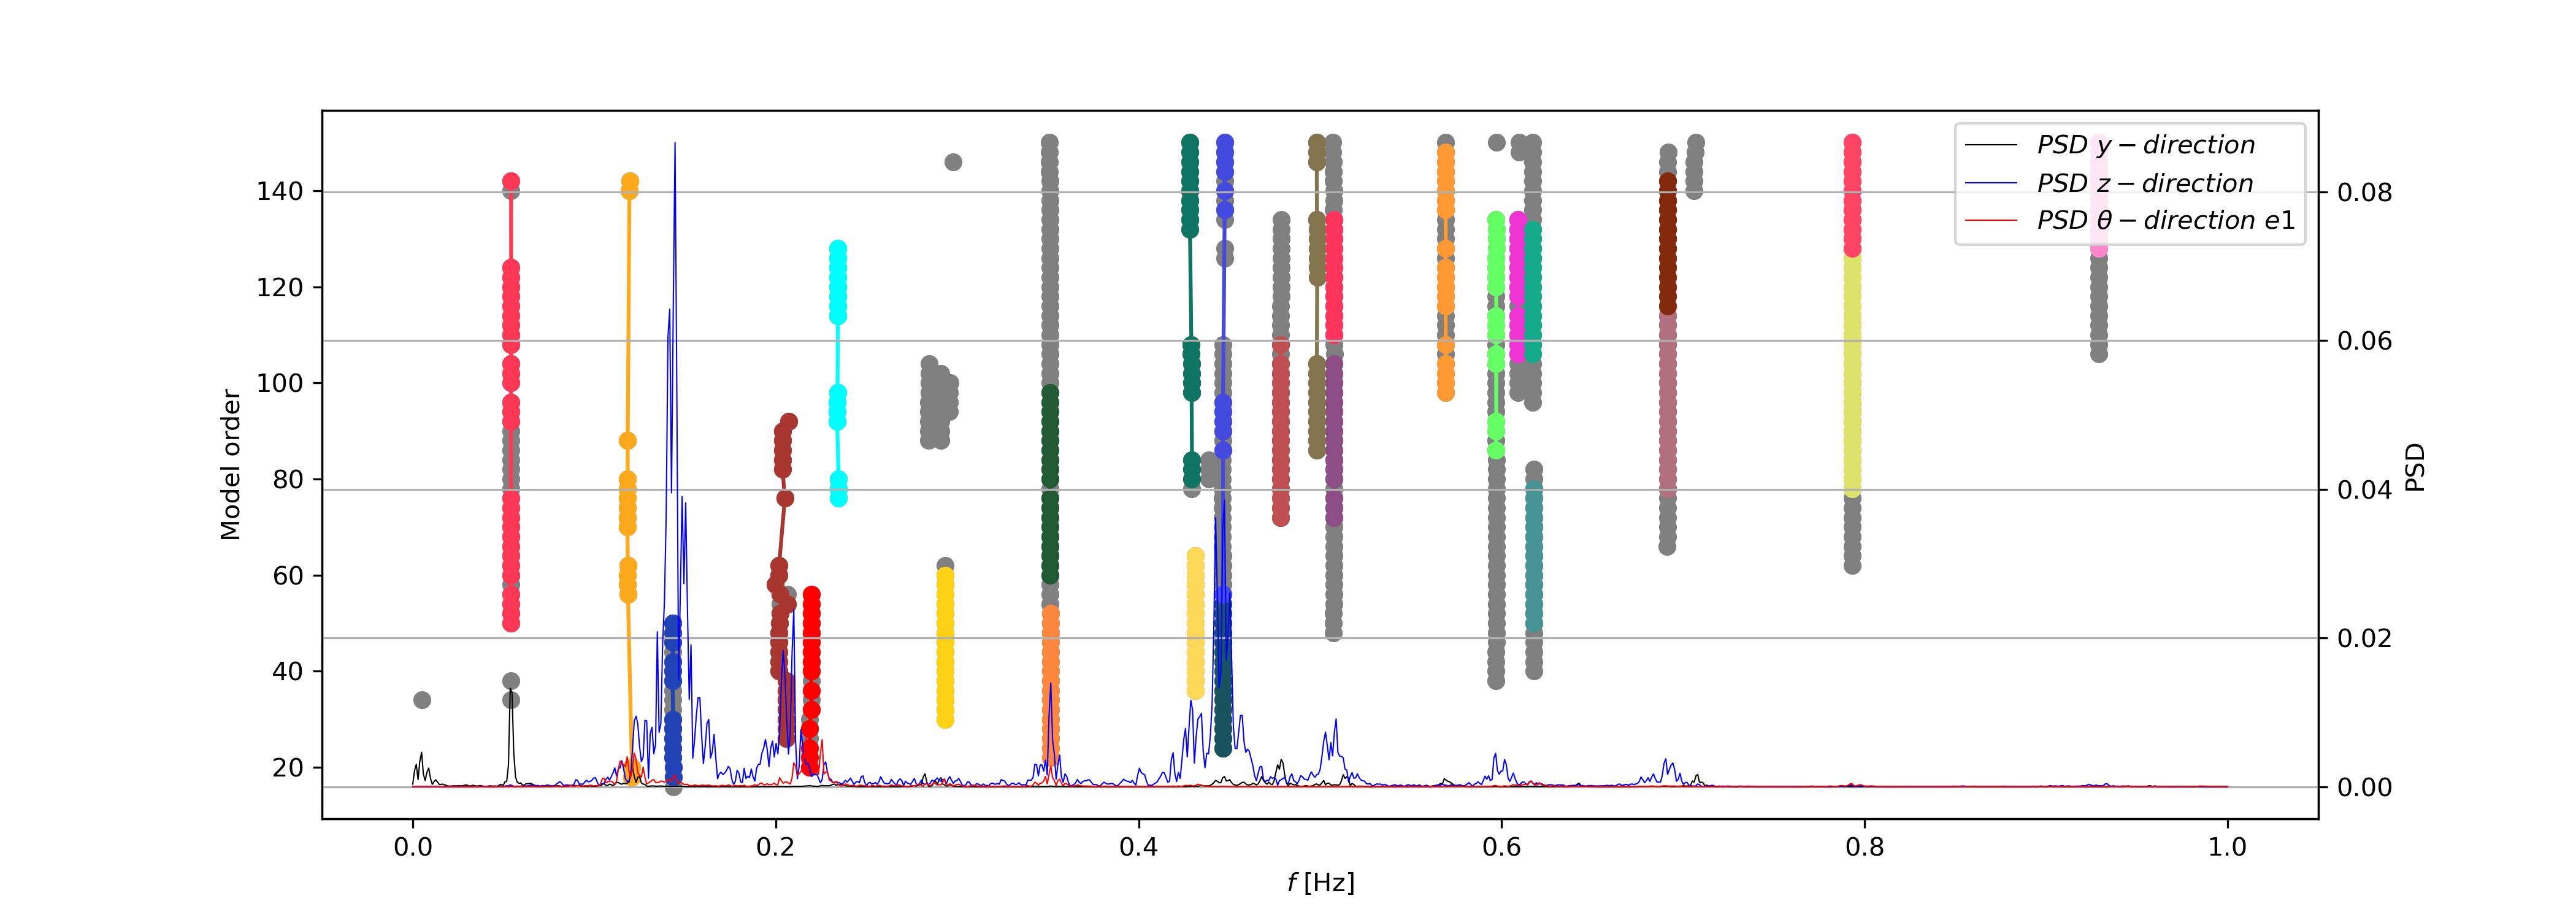 PSD y − direction
PSD z − direction
PSD θ − direction e1
Model order
140
120
100
80
60
40
20
0.08
0.06
0.04
0.02
0.00
PSD
0.0 0.2 0.4 0.6 0.8 1.0
f [Hz]